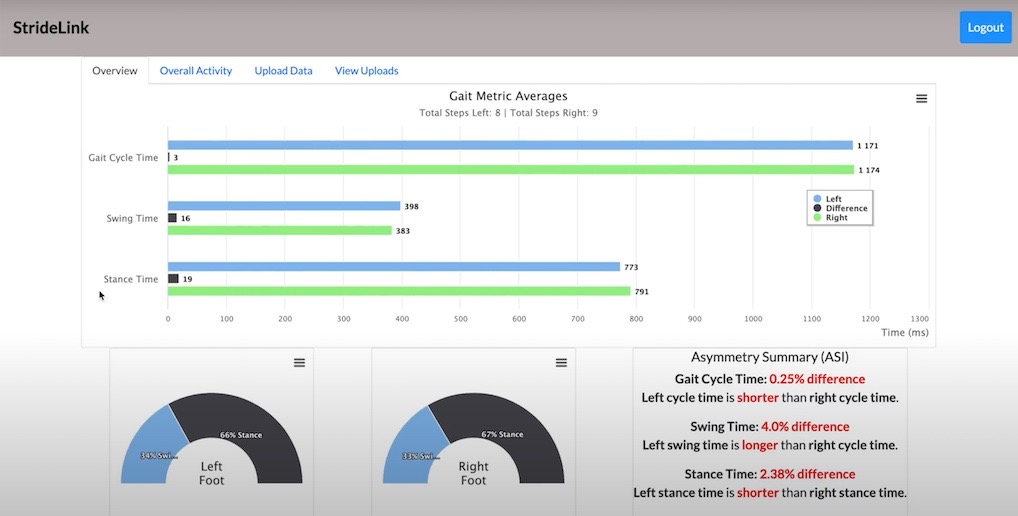 StrideLink
Logout
Overview Overall Activity Upload Data View Uploads
Gait Metric Averages
Total Steps Left: 8 | Total Steps Right: 9
Gait Cycle Time
1 171
3
1 174
Swing Time
398
16
383
Stance Time
773
19
791
Left
Difference
Right
0 100 200 300 400 500 600 700 800 900 1000 1100 1200 1300
Time (ms)
34% Swi...
66% Stance
Left
Foot
33% Swi...
67% Stance
Right
Foot
Asymmetry Summary (ASI)
Gait Cycle Time: 0.25% difference
Left cycle time is shorter than right cycle time.
Swing Time: 4.0% difference
Left swing time is longer than right cycle time.
Stance Time: 2.38% difference
Left stance time is shorter than right stance time.